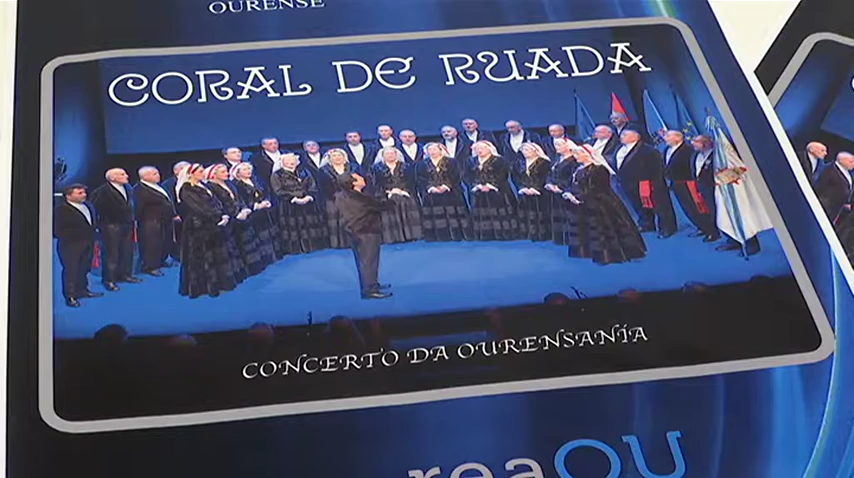 OURENSE
CORAL DE RUADA
CONCERTO DA OURENSANÍA
reaOU